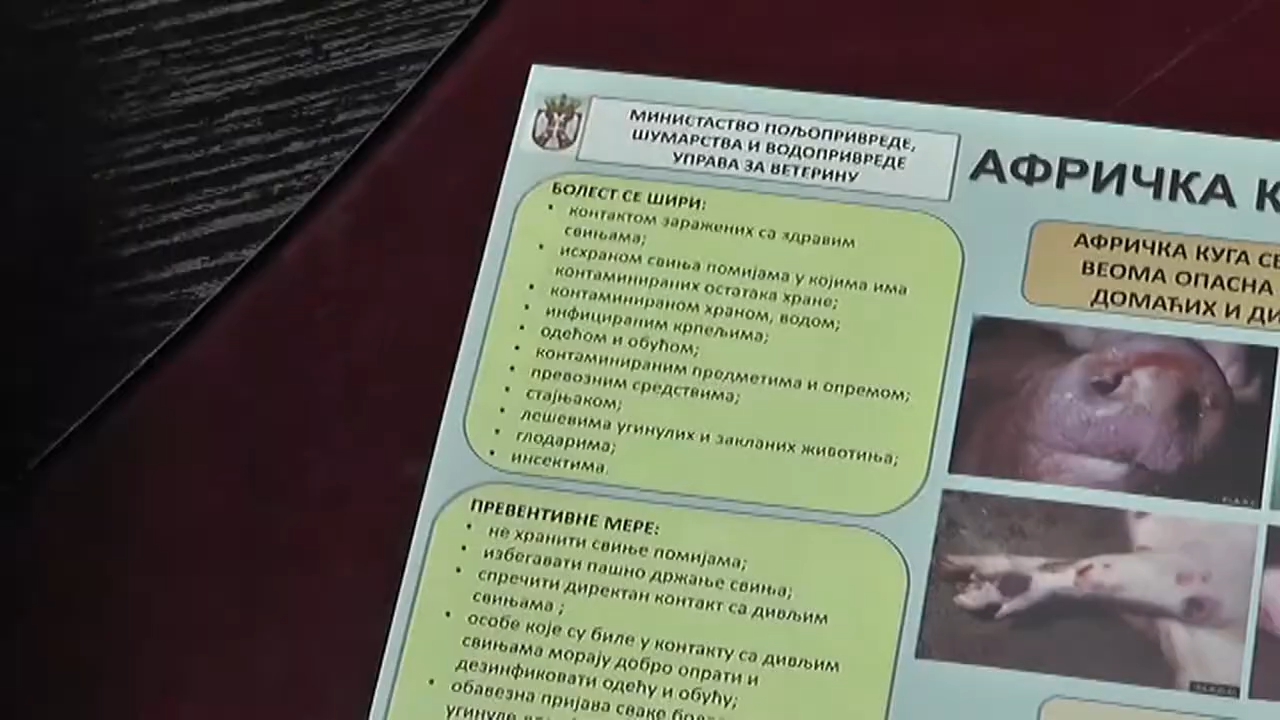 МИНИСТАСТВО ПОЉОПРИВРЕДЕ,
ШУМАРСТВА И ВОДОПРИВРЕДЕ
УПРАВА ЗА ВЕТЕРИНУ
АФРИЧКА К
АФРИЧКА КУГА СВ
ВЕОМА ОПАСНА
ДОМАЋИХ И ДИ
БОЛЕСТ СЕ ШИРИ:
• контактом заражених са здравим
свињама;
• исхраном свиња помијама у којима има
контаминираних остатака хране;
• контаминираном храном, водом;
• инфицираним крпељима;
• одећом и обућом;
• контаминираним предметима и опремом;
• превозним средствима;
• стајњаком;
• лешевима угинулих и закланих животиња;
• глодарима;
• инсектима.
ПРЕВЕНТИВНЕ МЕРЕ:
• не хранити свиње помијама;
• избегавати пашно држање свиња;
• спречити директан контакт са дивљим
свињама ;
• особе које су биле у контакту са дивљим
свињама морају добро опрати и
дезинфиковати одећу и обућу;
• обавезна пријава сваке
угинуле